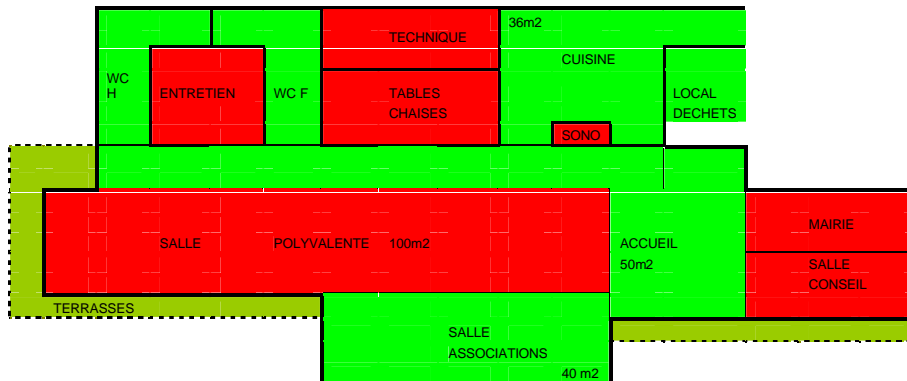 36m2
TECHNIQUE
CUISINE
WC
H
ENTRETIEN
WC F
TABLES
CHAISES
LOCAL
DECHETS
SONO
SALLE POLYVALENTE 100m2
ACCUEIL
50m2
MAIRIE
SALLE
CONSEIL
TERRASSES
SALLE
ASSOCIATIONS
40 m2